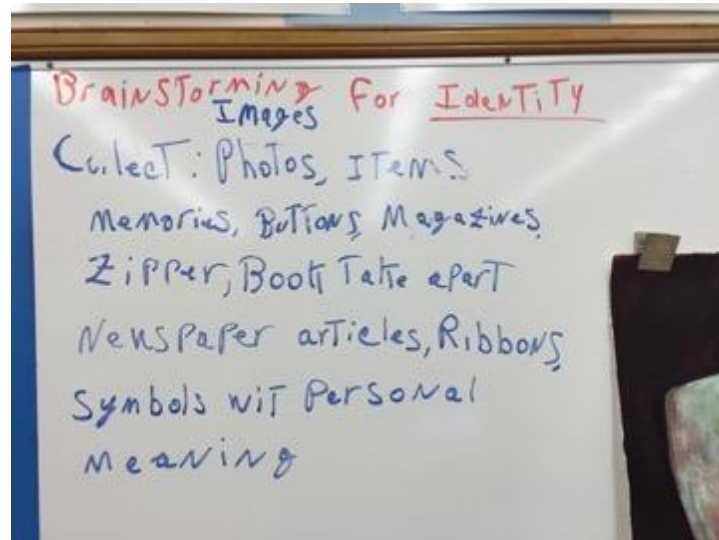 BrainSTorming For IdenTiTy
Images
CollecT: PhoTos, ITems
Memories, BuTTons, Magazines,
Zipper, Book Take apart
Newspaper arTicles, Ribbons,
Symbols wiT Personal
Meaning